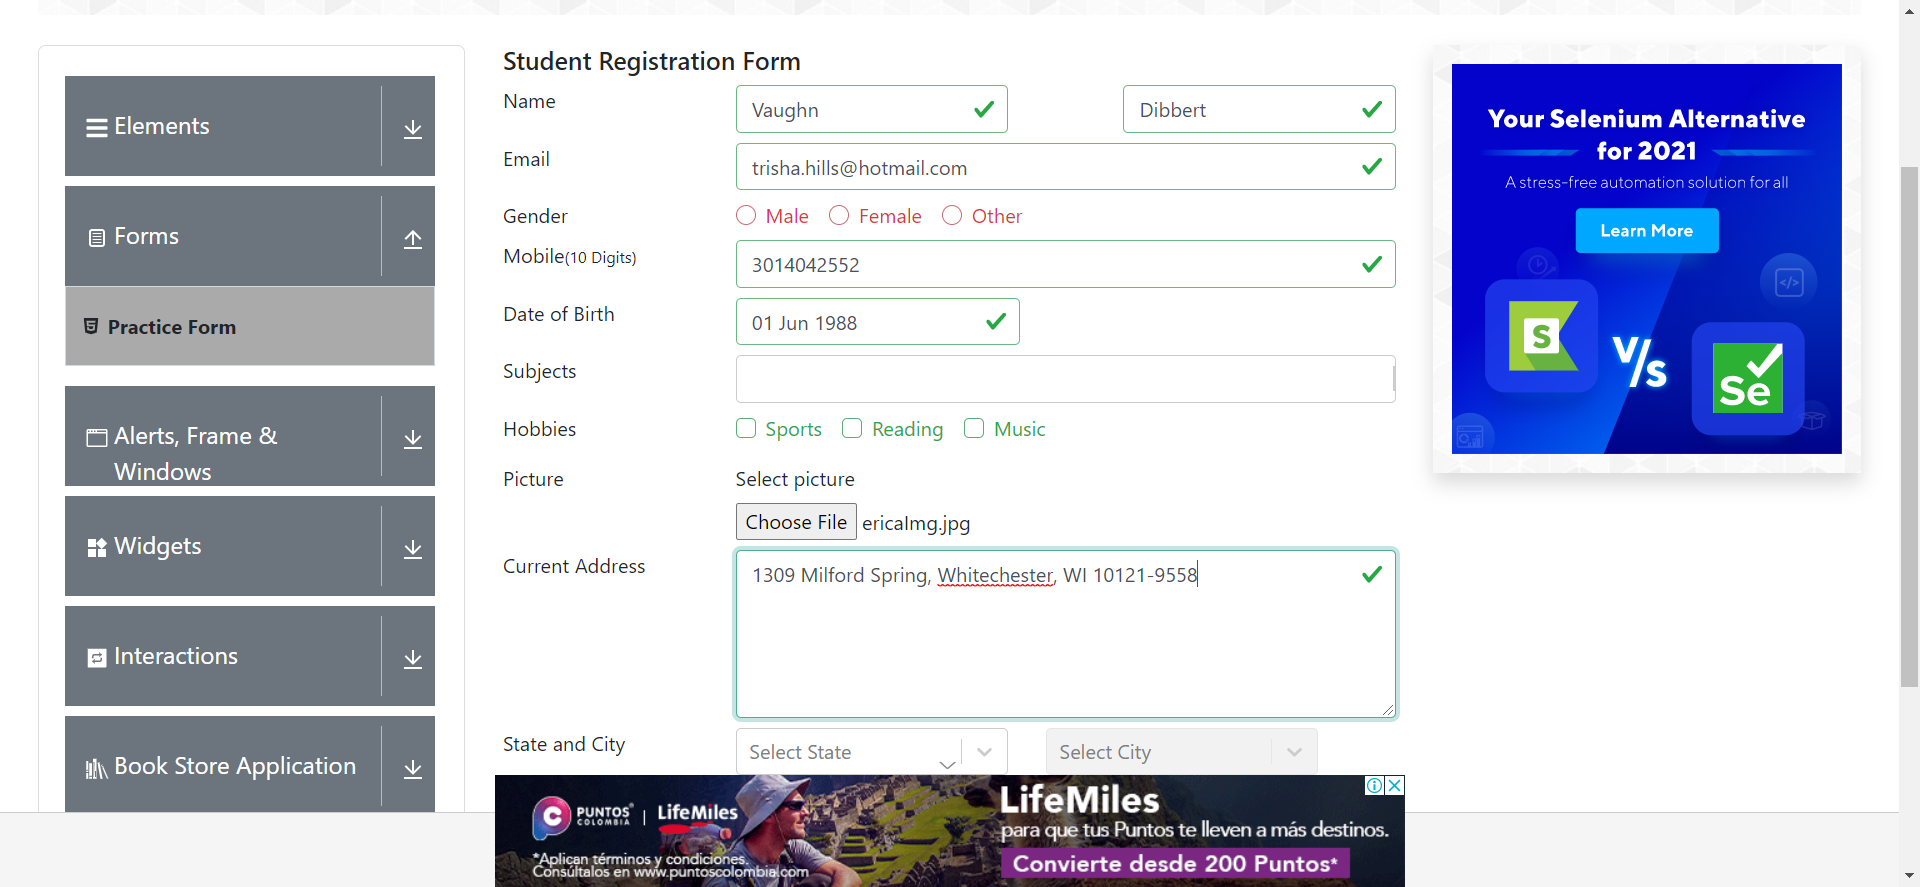 Elements
Forms
Practice Form
Alerts, Frame &
Windows
Widgets
Interactions
Book Store Application
Student Registration Form
Name
Vaughn
Dibbert
Email
trisha.hills@hotmail.com
Gender
Male
Female
Other
Mobile(10 Digits)
3014042552
Date of Birth
01 Jun 1988
Subjects
Hobbies
Sports
Reading
Music
Picture
Select picture
Choose File ericaImg.jpg
Current Address
1309 Milford Spring, Whitechester, WI 10121-9558
State and City
Select State
Select City
Your Selenium Alternative
for 2021
A stress-free automation solution for all
Learn More
S
V/s
Se
PUNTOS
COLOMBIA
LifeMiles
*Aplican términos y condiciones.
Consúltalos en www.puntoscolombia.com
LifeMiles
para que tus Puntos te lleven a más destinos.
Convierte desde 200 Puntos*